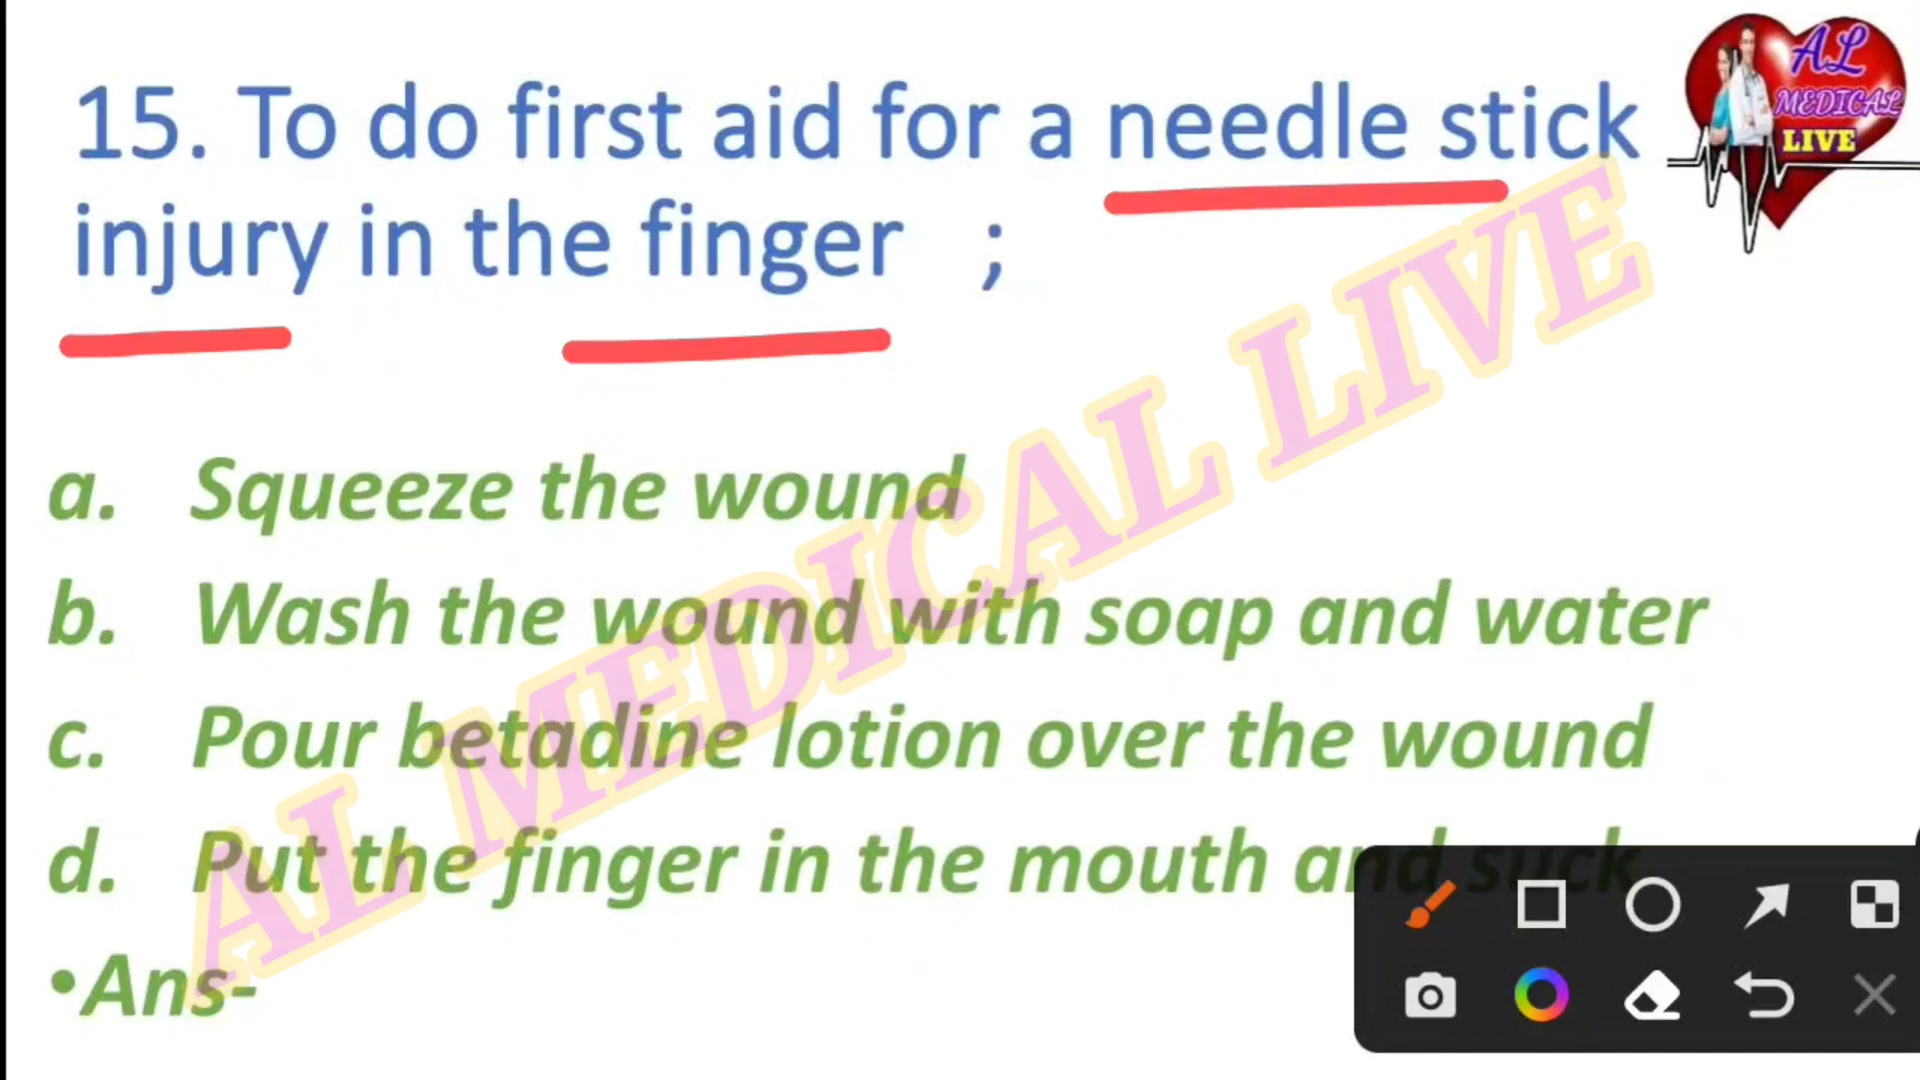 15. To do first aid for a needle stick
injury in the finger ;
a. Squeeze the wound
b. Wash the wound with soap and water
c. Pour betadine lotion over the wound
d. Put the finger in the mouth and suck
•Ans-
AL MEDICAL LIVE
AL
MEDICAL
LIVE